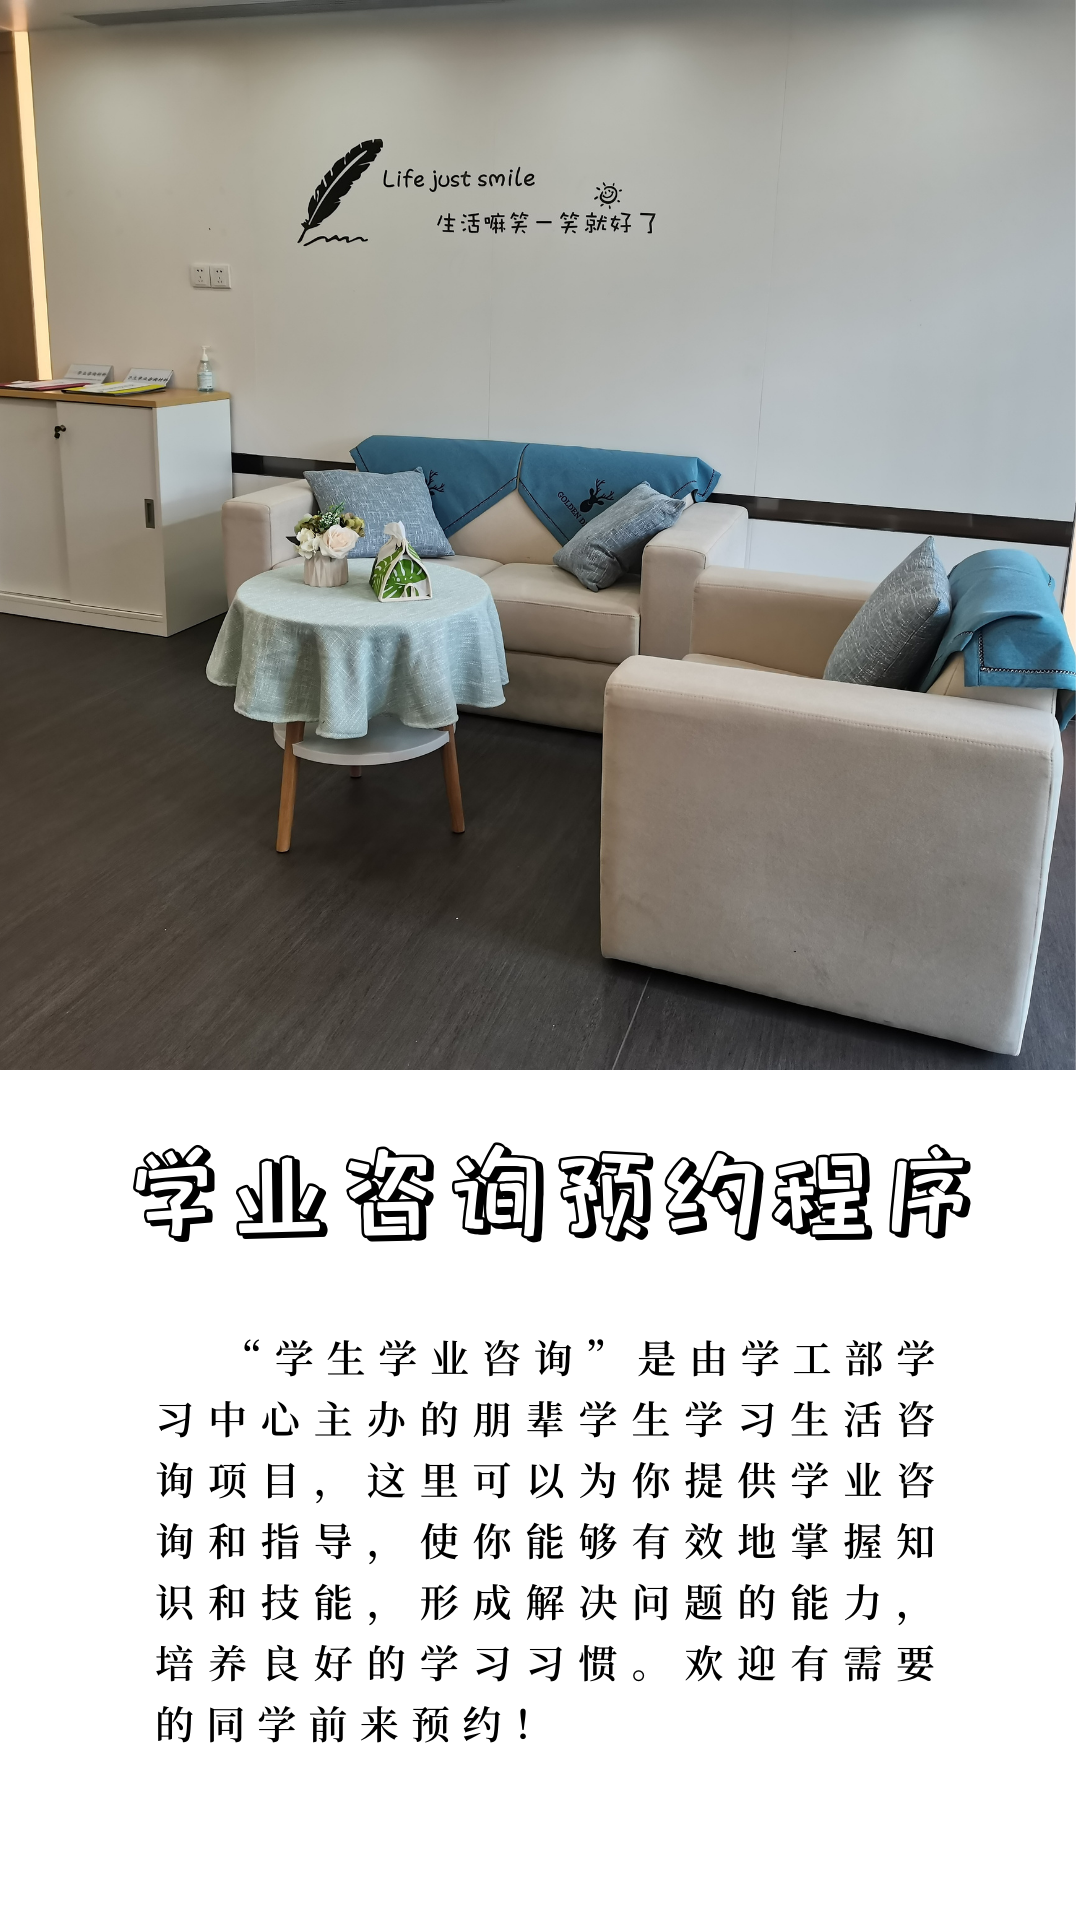 Life just smile
生活嘛笑一笑就好了
学业咨询预约程序
“学生学业咨询”是由学工部学
习中心主办的朋辈学生学习生活咨
询项目，这里可以为你提供学业咨
询和指导，使你能够有效地掌握知
识和技能，形成解决问题的能力，
培养良好的学习习惯。欢迎有需要
的同学前来预约！